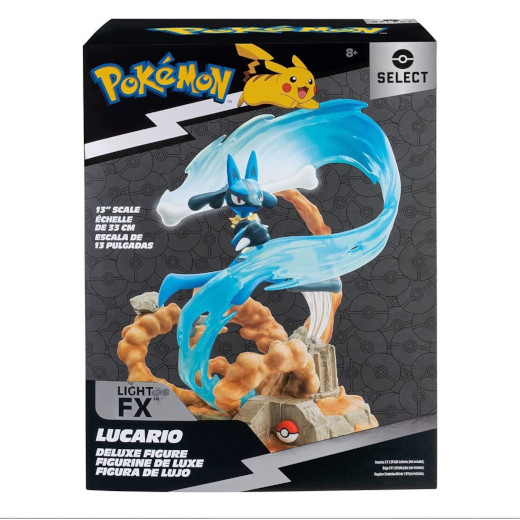 POKÉMON
8+
SELECT
13" SCALE
ÉCHELLE
DE 33 CM
ESCALA DE
13 PULGADAS
LIGHT
FX
LUCARIO
DELUXE FIGURE
FIGURINE DE LUXE
FIGURA DE LUJO